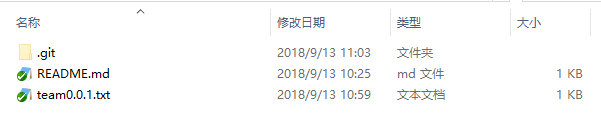 名称 修改日期 类型 大小
.git 2018/9/13 11:03 文件夹
README.md 2018/9/13 10:25 md 文件 1 KB
team0.0.1.txt 2018/9/13 10:59 文本文档 1 KB